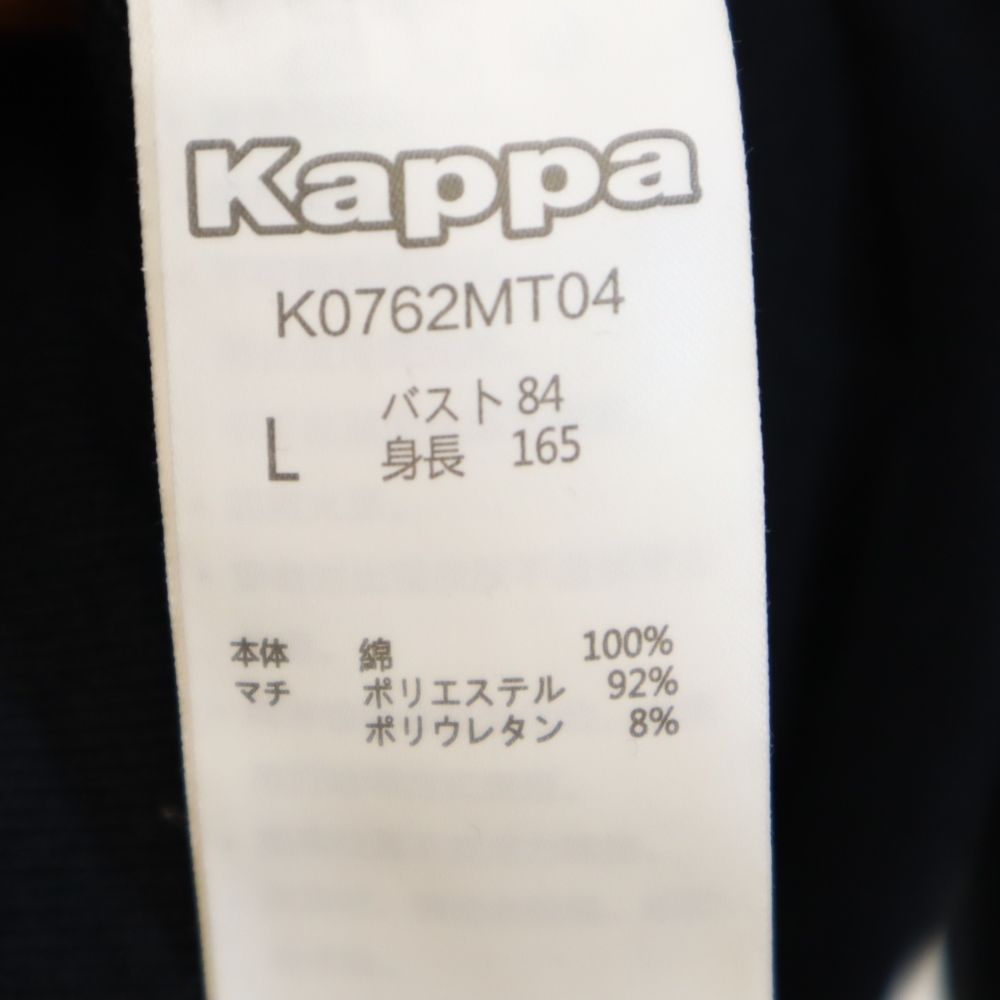 Kappa
K0762MT04
L バスト 84
身長 165
本体 綿 100%
マチ ポリエステル 92%
ポリウレタン 8%